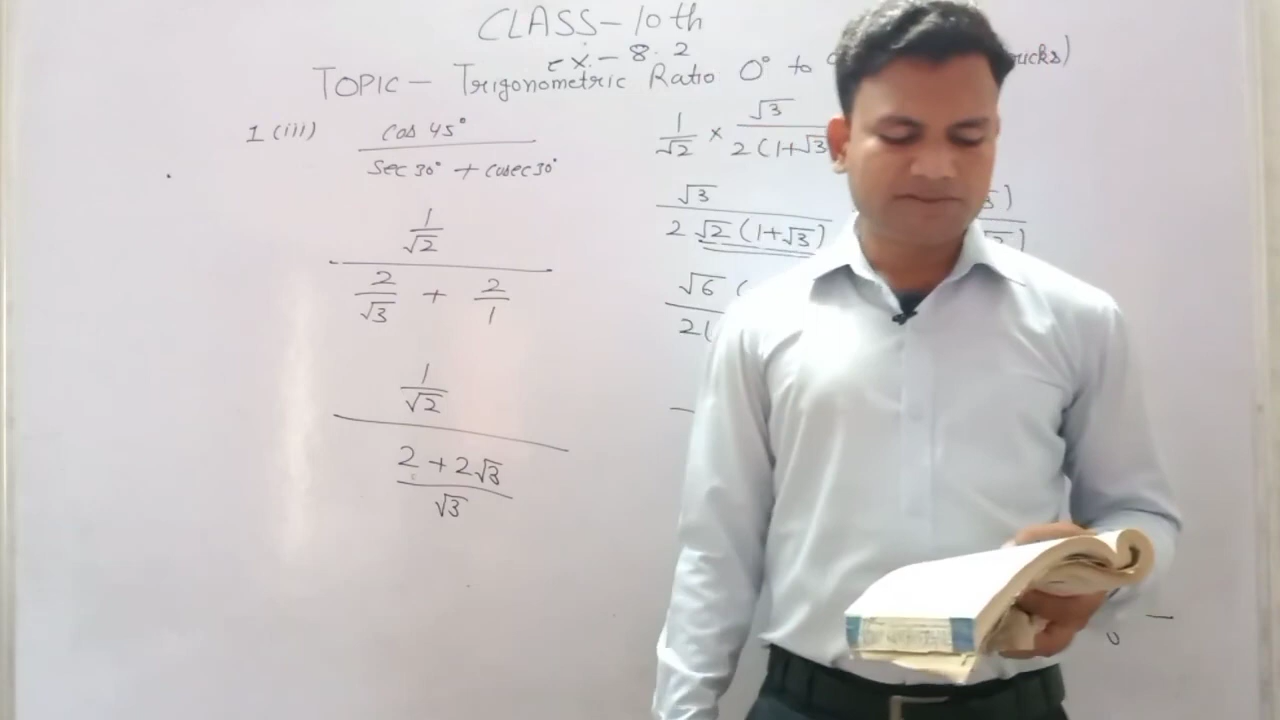 CLASS-10th
Ex.-8.2
TOPIC - Trigonometric Ratio 0° to
1(iii) cos 45°
sec 30° + cosec 30°
1
√2
2 + 2
√3 1
1
√2
2 + 2√3
√3
1 × √3
√2 2(1+√3
√3
2√2(1+√3)
√6(
2(